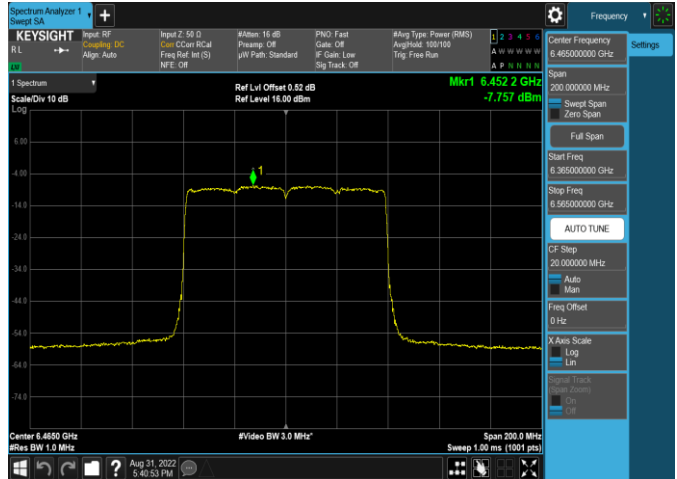 Spectrum Analyzer 1
Swept SA
+
Frequency
KEYSIGHT
RL
Input: RF
Coupling: DC
Align: Auto
Input Z: 50 Ω
Corr CCorr RCal
Freq Ref: Int (S)
NFE: Off
#Atten: 16 dB
Preamp: Off
µW Path: Standard
PNO: Fast
Gate: Off
IF Gain: Low
Sig Track: Off
#Avg Type: Power (RMS)
Avg|Hold: 100/100
Trig: Free Run
1 2 3 4 5 6
A W W W W W
A P N N N N
1 Spectrum
Scale/Div 10 dB
Log
Ref Lvl Offset 0.52 dB
Ref Level 16.00 dBm
Mkr1 6.452 2 GHz
-7.757 dBm
1
6.00
-4.00
-14.0
-24.0
-34.0
-44.0
-54.0
-64.0
-74.0
Center 6.4650 GHz
#Res BW 1.0 MHz
#Video BW 3.0 MHz*
Span 200.0 MHz
Sweep 1.00 ms (1001 pts)
Aug 31, 2022
5:40:53 PM
?
Center Frequency
6.465000000 GHz
Settings
Span
200.000000 MHz
Swept Span
Zero Span
Full Span
Start Freq
6.365000000 GHz
Stop Freq
6.565000000 GHz
AUTO TUNE
CF Step
20.000000 MHz
Auto
Man
Freq Offset
0 Hz
X Axis Scale
Log
Lin
Signal Track
(Span Zoom)
On
Off